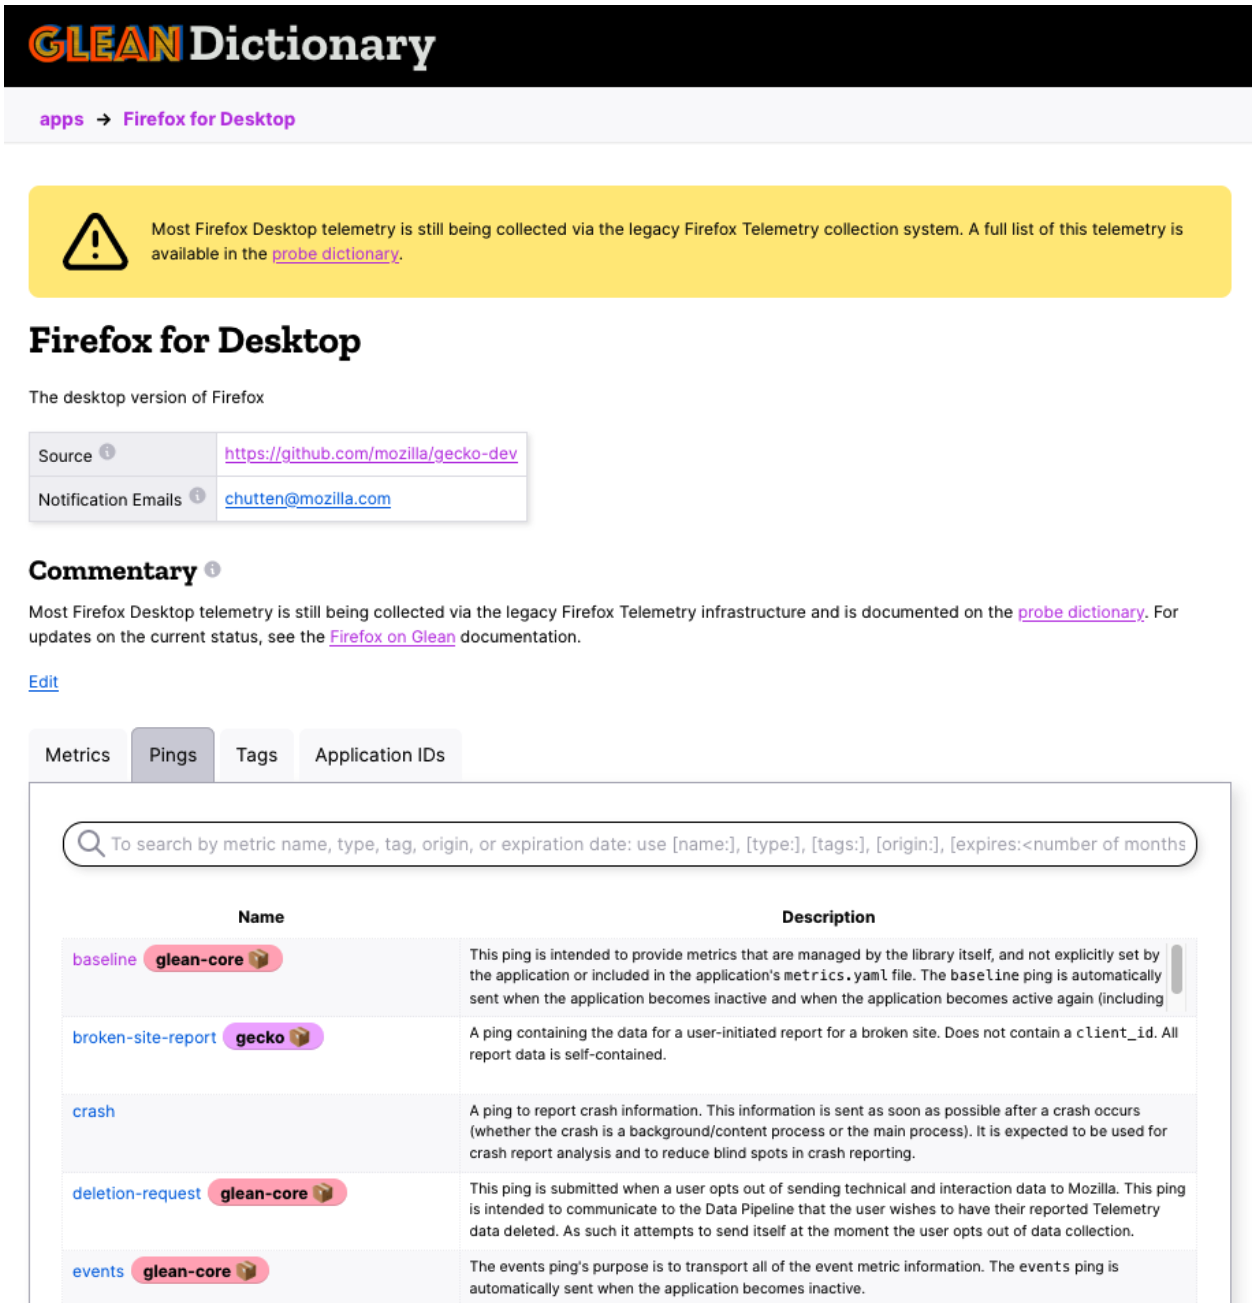 GLEAN Dictionary
apps → Firefox for Desktop
Most Firefox Desktop telemetry is still being collected via the legacy Firefox Telemetry collection system. A full list of this telemetry is
available in the probe dictionary.
Firefox for Desktop
The desktop version of Firefox
Source https://github.com/mozilla/gecko-dev
Notification Emails chutten@mozilla.com
Commentary
Most Firefox Desktop telemetry is still being collected via the legacy Firefox Telemetry infrastructure and is documented on the probe dictionary. For
updates on the current status, see the Firefox on Glean documentation.
Edit
Metrics Pings Tags Application IDs
To search by metric name, type, tag, origin, or expiration date: use [name:], [type:], [tags:], [origin:], [expires:<number of months
Name Description
baseline glean-core
This ping is intended to provide metrics that are managed by the library itself, and not explicitly set by
the application or included in the application's metrics.yaml file. The baseline ping is automatically
sent when the application becomes inactive and when the application becomes active again (including
broken-site-report gecko
A ping containing the data for a user-initiated report for a broken site. Does not contain a client_id. All
report data is self-contained.
crash
A ping to report crash information. This information is sent as soon as possible after a crash occurs
(whether the crash is a background/content process or the main process). It is expected to be used for
crash report analysis and to reduce blind spots in crash reporting.
deletion-request glean-core
This ping is submitted when a user opts out of sending technical and interaction data to Mozilla. This ping
is intended to communicate to the Data Pipeline that the user wishes to have their reported Telemetry
data deleted. As such it attempts to send itself at the moment the user opts out of data collection.
events glean-core
The events ping's purpose is to transport all of the event metric information. The events ping is
automatically sent when the application becomes inactive.